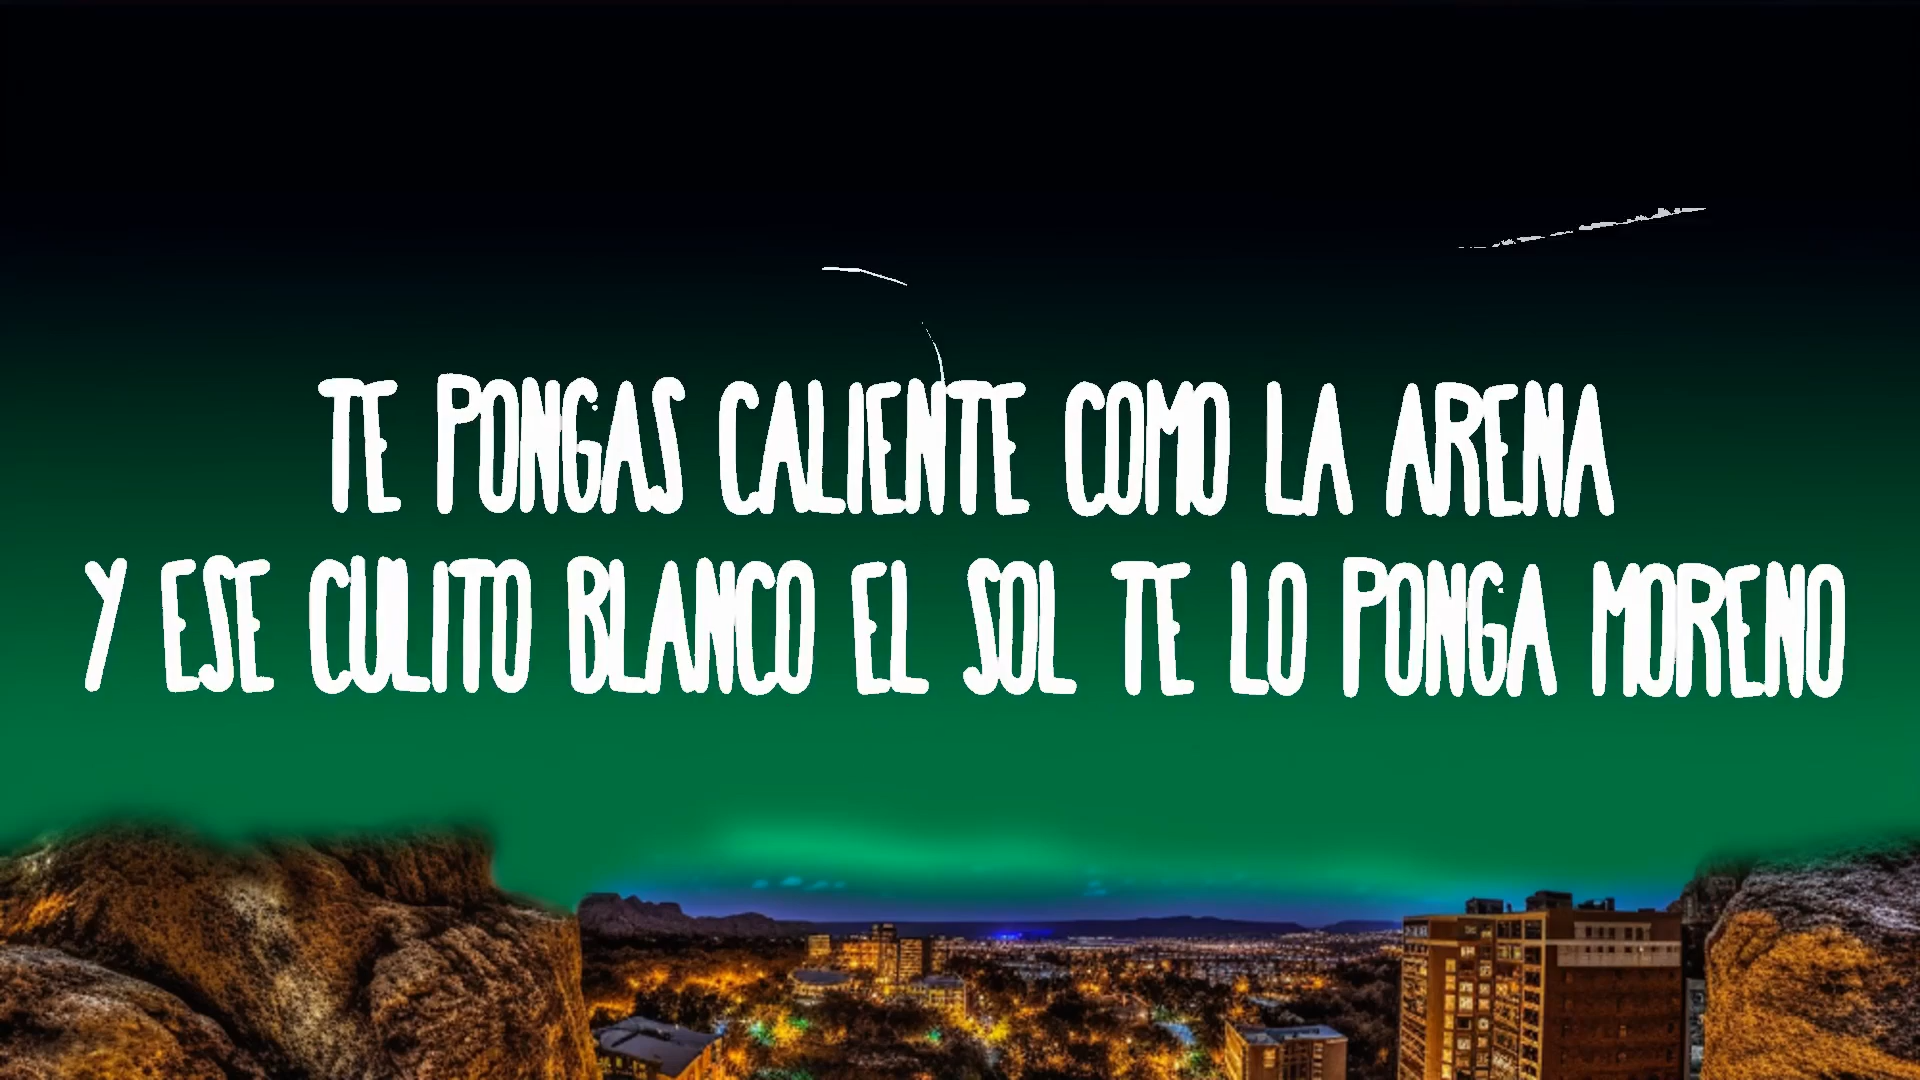 TE PONGAS CALIENTE COMO LA ARENA
Y ESE CULITO BLANCO EL SOL TE LO PONGA MORENO